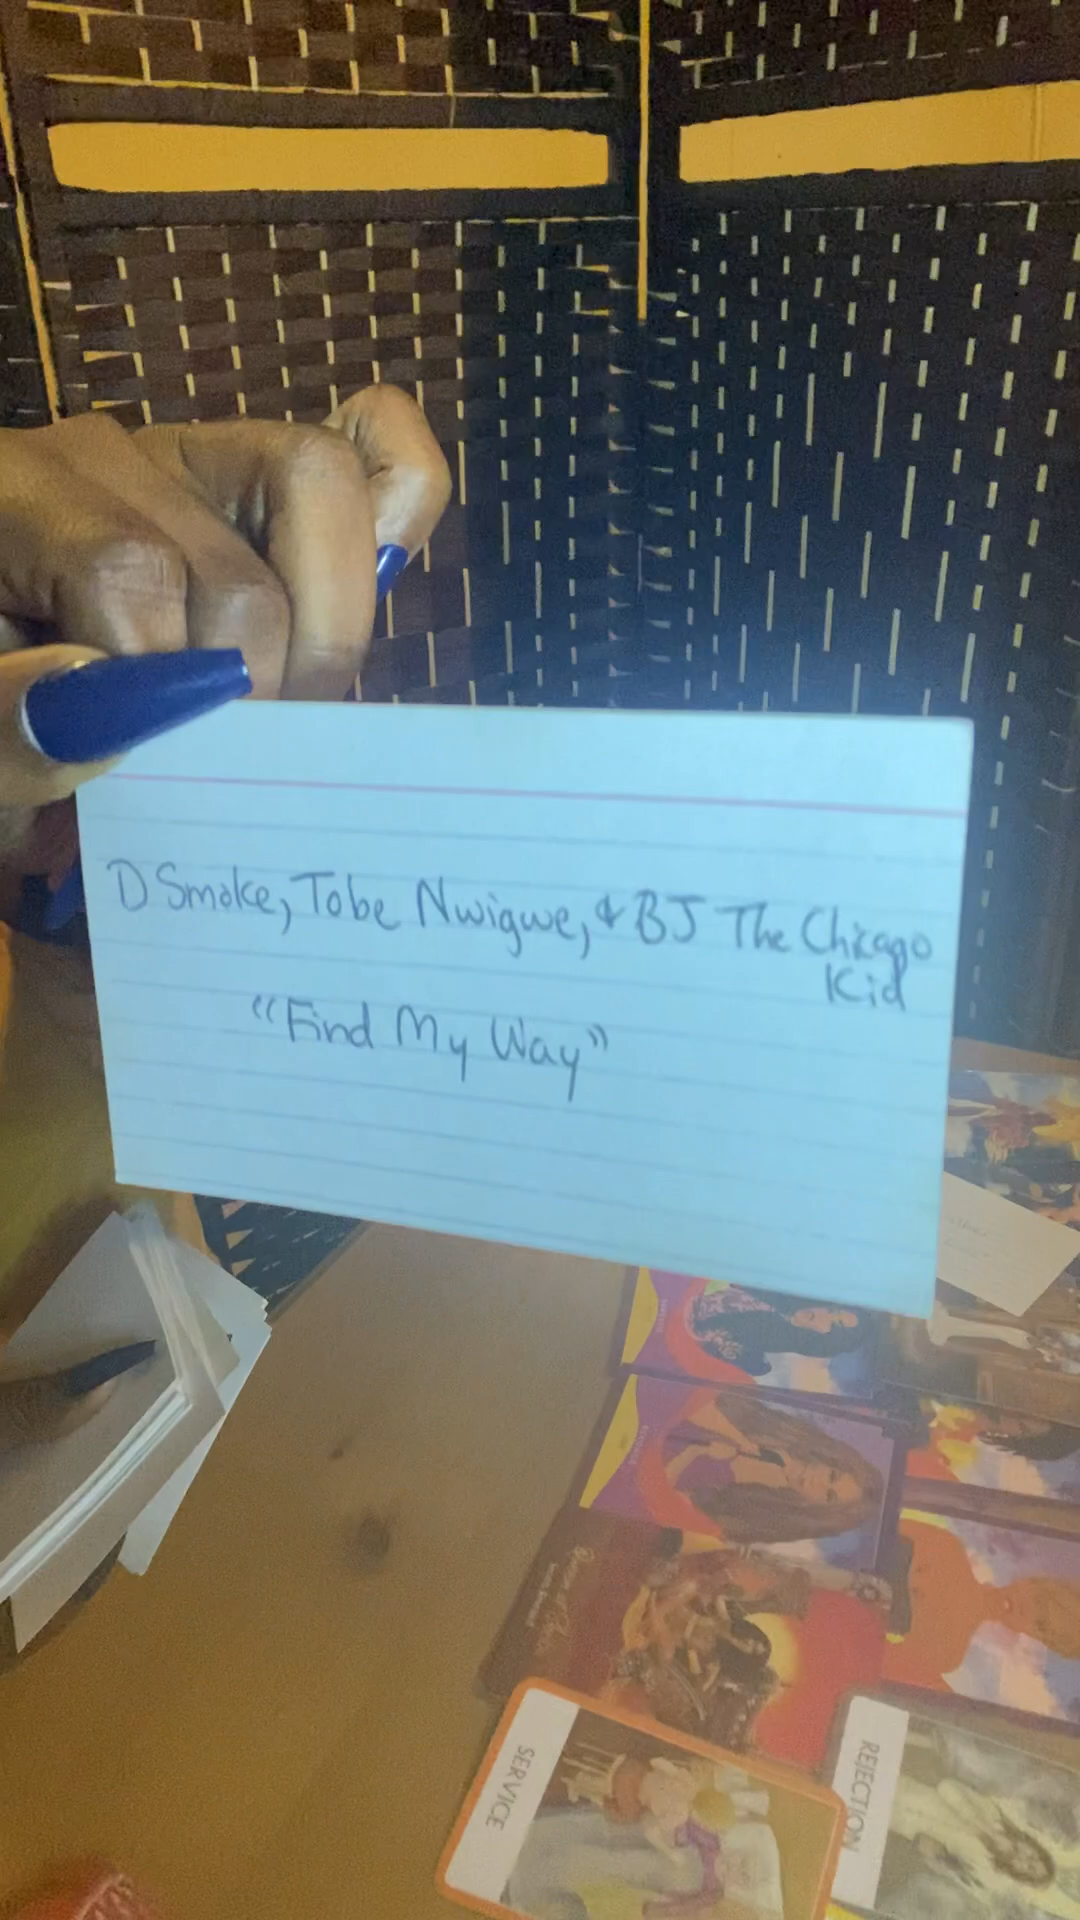 D Smoke, Tobe Nwigwe, & BJ The Chicago
Kid
"Find My Way"
SERVICE
REJECTION